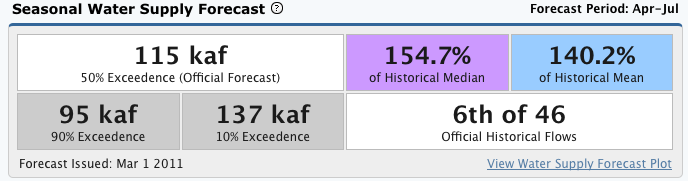 Seasonal Water Supply Forecast ? Forecast Period: Apr-Jul
115 kaf 154.7% 140.2%
50% Exceedence (Official Forecast) of Historical Median of Historical Mean
95 kaf 137 kaf 6th of 46
90% Exceedence 10% Exceedence Official Historical Flows
Forecast Issued: Mar 1 2011 View Water Supply Forecast Plot